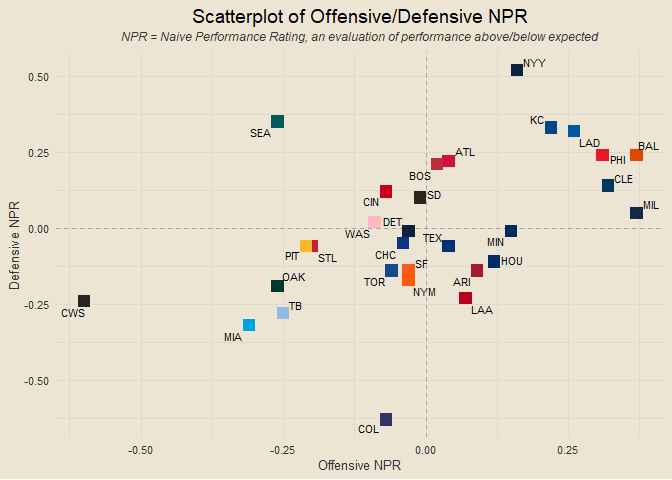 Scatterplot of Offensive/Defensive NPR
NPR = Naive Performance Rating, an evaluation of performance above/below expected
NYY
0.50
KC
SEA
LAD
BAL
0.25
ATL
PHI
BOS
CLE
CIN
SD
MIL
WAS
DET
0.00
TEX
MIN
PIT
STL
CHC
HOU
SF
OAK
TOR
ARI
NYM
-0.25
TB
LAA
CWS
MIA
-0.50
COL
-0.50
-0.25
0.00
0.25
Offensive NPR
Defensive NPR